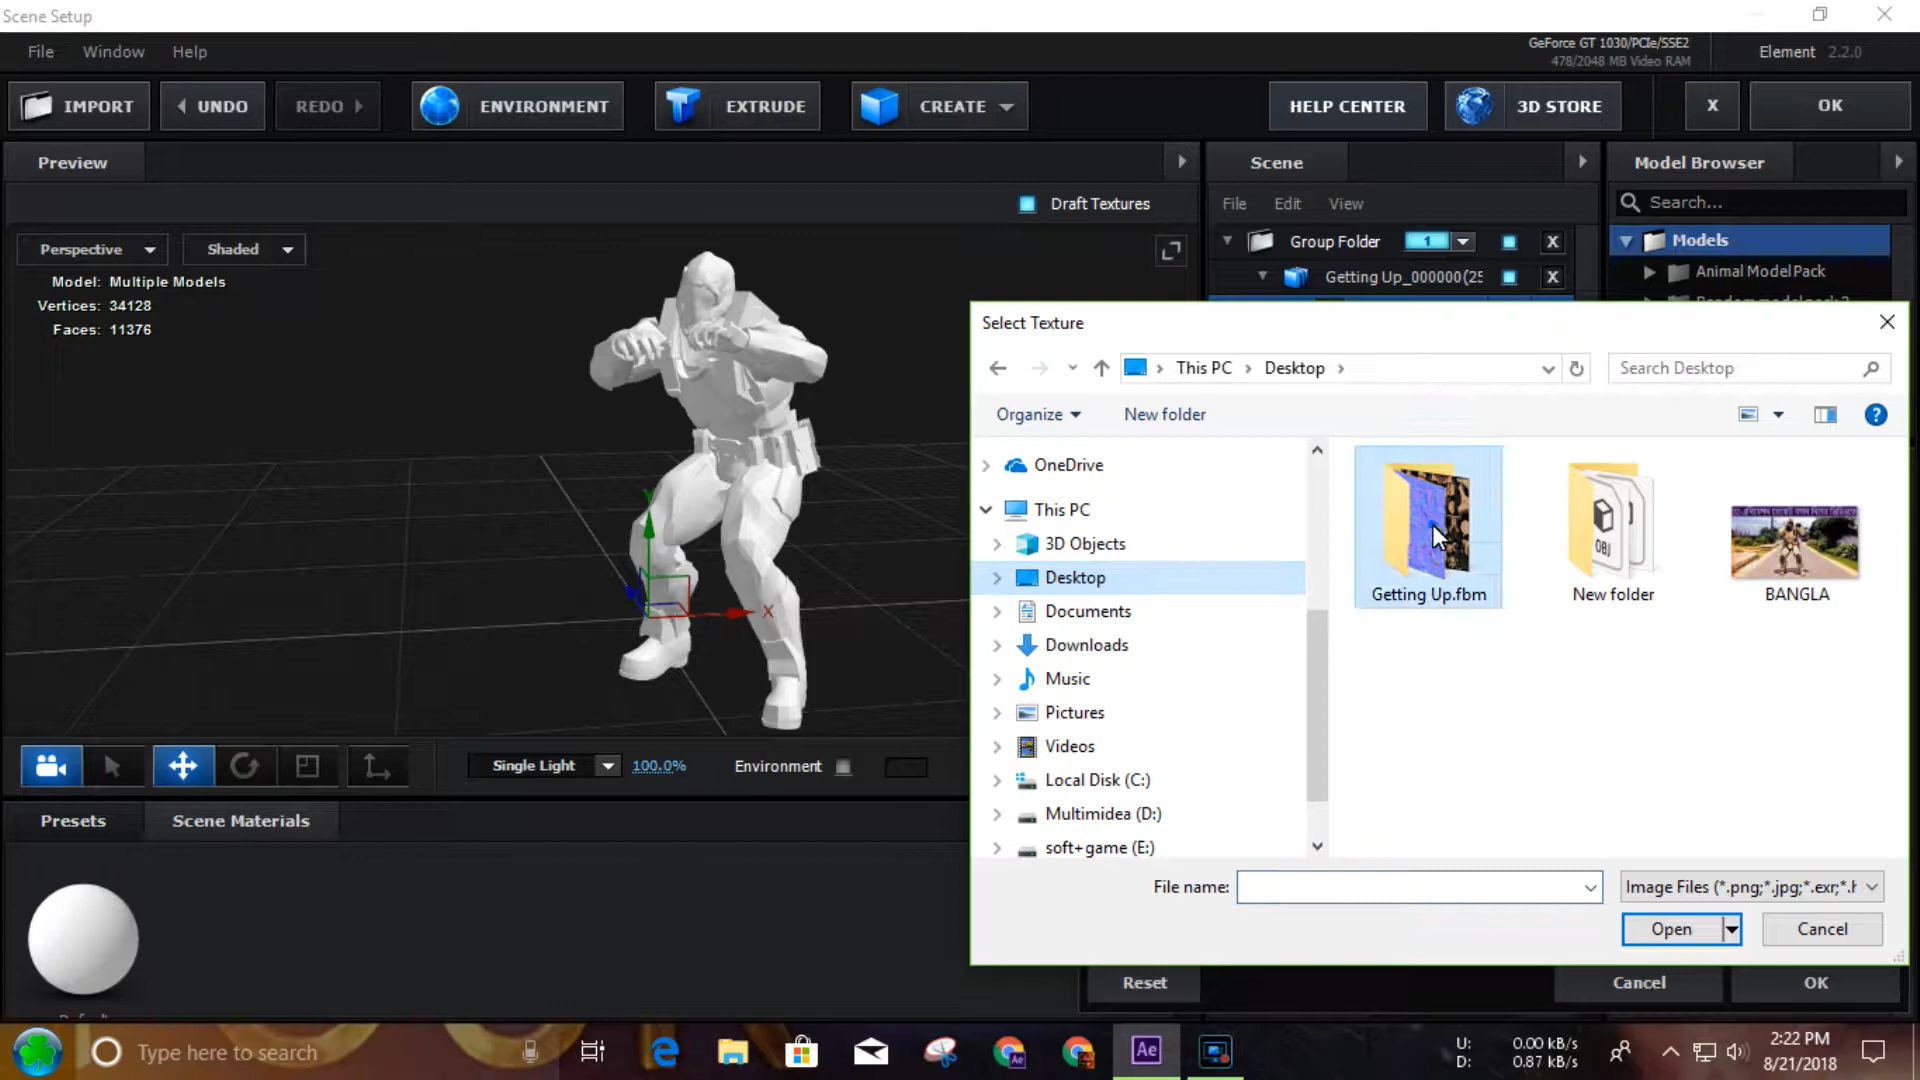 Scene Setup
File Window Help
GeForce GT 1030/PCIe/SSE2
478/2048 MB Video RAM
Element 2.2.0
IMPORT UNDO REDO ENVIRONMENT EXTRUDE CREATE HELP CENTER 3D STORE X OK
Preview Scene Model Browser
Draft Textures File Edit View Search...
Perspective Shaded Group Folder 1 X Models
Model: Multiple Models Getting Up_000000(25 X Animal Model Pack
Vertices: 34128
Faces: 11376
Select Texture
This PC Desktop Search Desktop
Organize New folder
OneDrive
This PC
3D Objects
Desktop
Documents
Downloads
Music
Pictures
Videos
Local Disk (C:)
Multimidea (D:)
soft+game (E:)
OBJ
Getting Up.fbm New folder BANGLA
X
Single Light 100.0% Environment
Presets Scene Materials
File name: Image Files (*.png;*.jpg;*.exr;*.h
Open Cancel
Reset Cancel OK
Type here to search
Ae
Ae
U: 0.00 kB/s
D: 0.87 kB/s
2:22 PM
8/21/2018